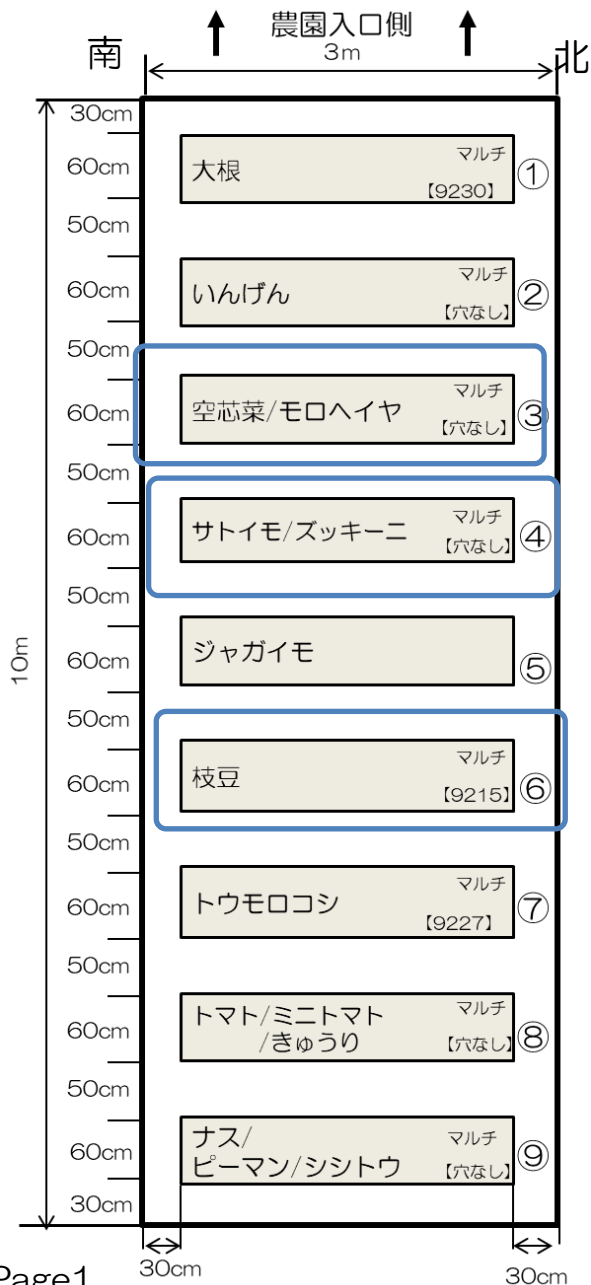 農園入口側
南
3m
北
30cm
60cm
大根
マルチ
【9230】
①
50cm
60cm
いんげん
マルチ
【穴なし】
②
50cm
60cm
空芯菜/モロヘイヤ
マルチ
【穴なし】
③
50cm
60cm
サトイモ/ズッキーニ
マルチ
【穴なし】
④
50cm
10m
60cm
ジャガイモ
⑤
50cm
60cm
枝豆
マルチ
【9215】
⑥
50cm
60cm
トウモロコシ
マルチ
【9227】
⑦
50cm
60cm
トマト/ミニトマト
/きゅうり
マルチ
【穴なし】
⑧
50cm
60cm
ナス/
ピーマン/シシトウ
マルチ
【穴なし】
⑨
30cm
30cm
30cm
Page1